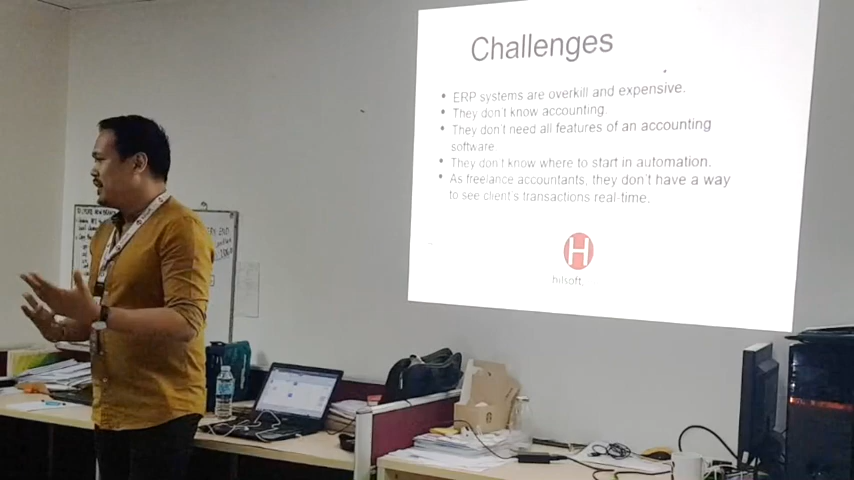 Challenges
• ERP systems are overkill and expensive.
• They don't know accounting.
• They don't need all features of an accounting
software
• They don't know where to start in automation.
• As freelance accountants, they don't have a way
to see client's transactions real-time.
H
hilsoft.